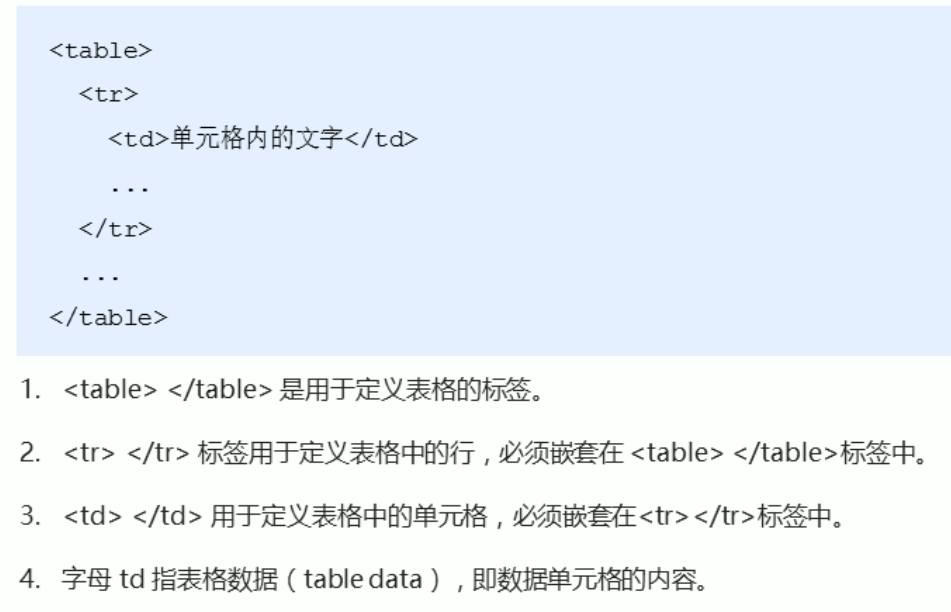 <table>
<tr>
<td>单元格内的文字</td>
...
</tr>
...
</table>
1. <table> </table> 是用于定义表格的标签。
2. <tr> </tr> 标签用于定义表格中的行，必须嵌套在 <table> </table>标签中。
3. <td> </td> 用于定义表格中的单元格，必须嵌套在<tr></tr>标签中。
4. 字母 td 指表格数据（table data），即数据单元格的内容。